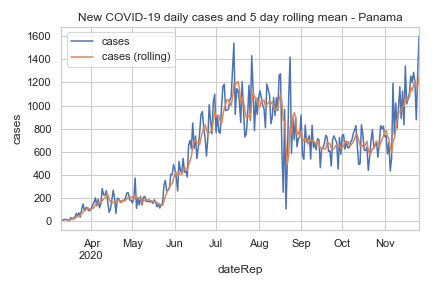 New COVID-19 daily cases and 5 day rolling mean - Panama
cases
cases (rolling)
1600
1400
1200
1000
800
600
400
200
0
cases
Apr
2020
May
Jun
Jul
Aug
Sep
Oct
Nov
dateRep